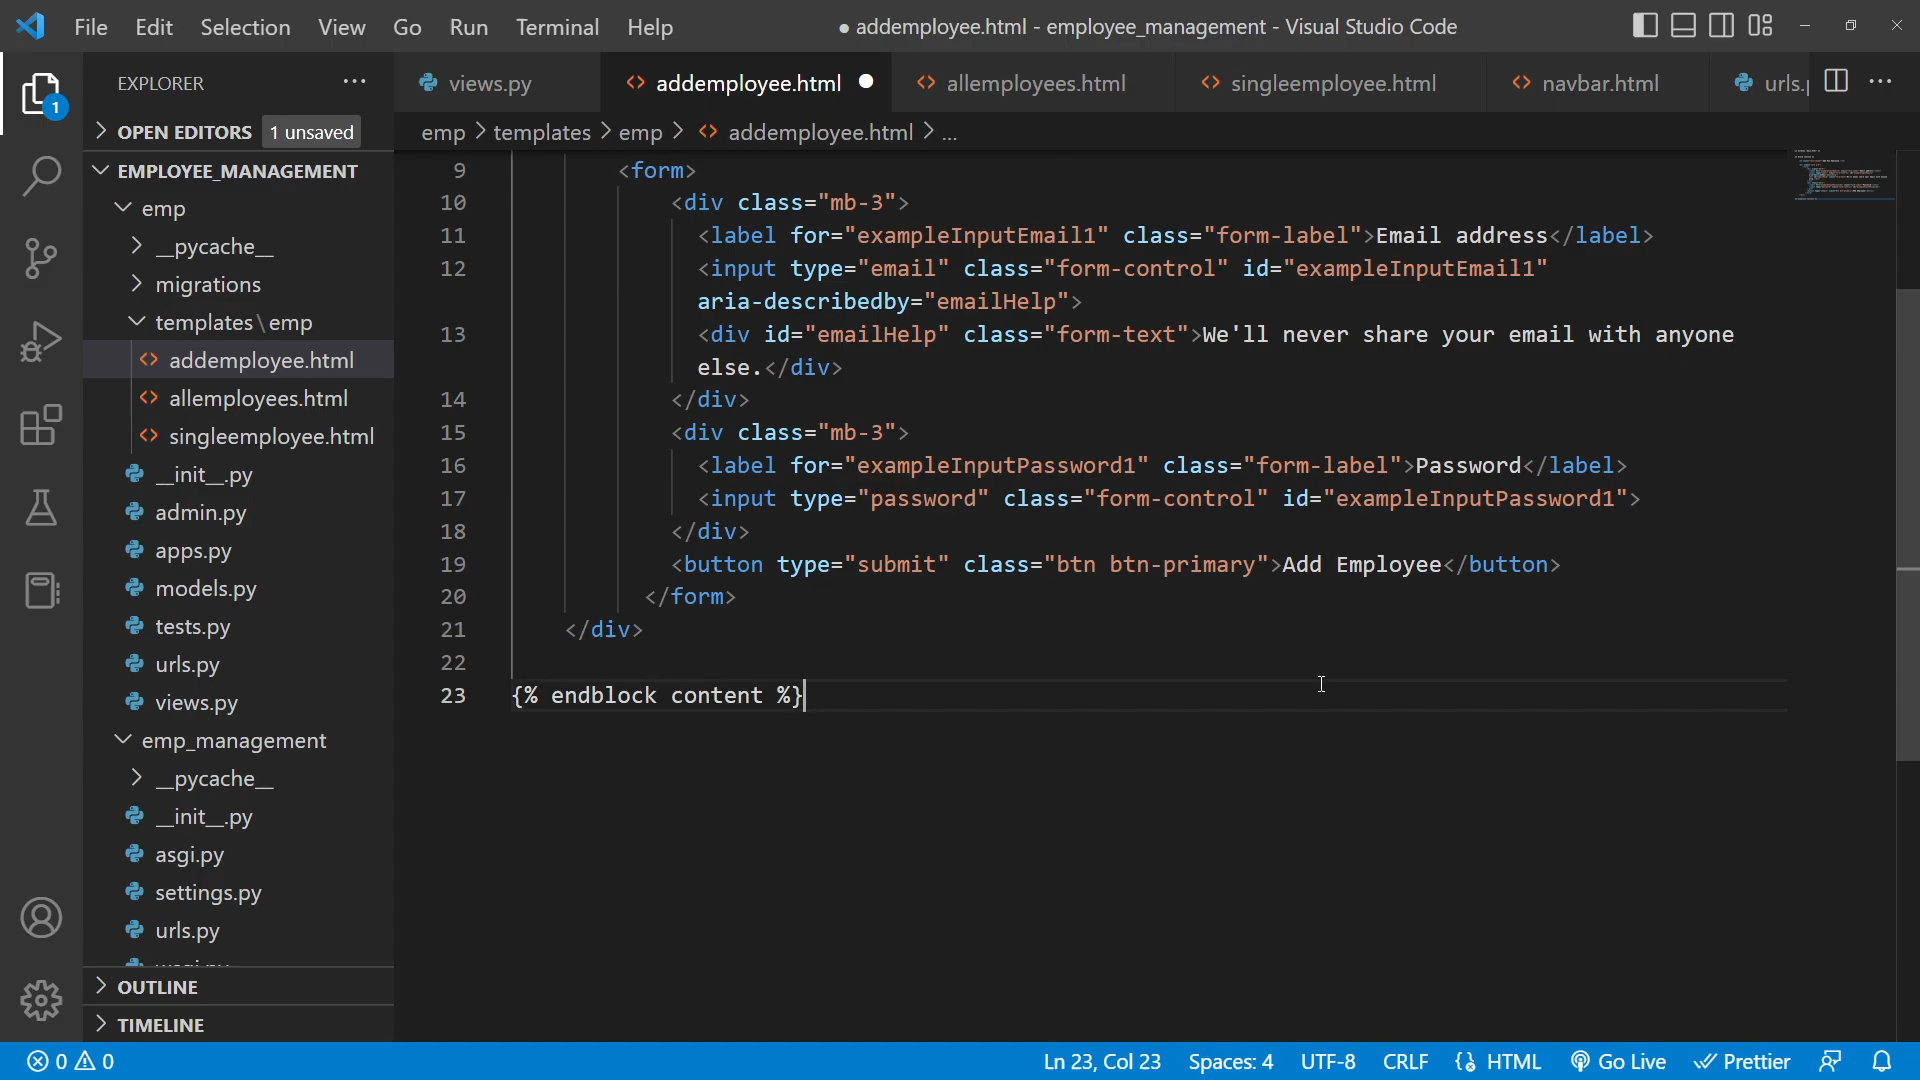 File Edit Selection View Go Run Terminal Help
● addemployee.html - employee_management - Visual Studio Code
EXPLORER
OPEN EDITORS 1 unsaved
EMPLOYEE_MANAGEMENT
emp
__pycache__
migrations
templates\emp
addemployee.html
allemployees.html
singleemployee.html
__init__.py
admin.py
apps.py
models.py
tests.py
urls.py
views.py
emp_management
__pycache__
__init__.py
asgi.py
settings.py
urls.py
OUTLINE
TIMELINE
1
views.py addemployee.html allemployees.html singleemployee.html navbar.html urls.
emp > templates > emp > addemployee.html > ...
9 <form>
10 <div class="mb-3">
11 <label for="exampleInputEmail1" class="form-label">Email address</label>
12 <input type="email" class="form-control" id="exampleInputEmail1"
aria-describedby="emailHelp">
13 <div id="emailHelp" class="form-text">We'll never share your email with anyone
else.</div>
14 </div>
15 <div class="mb-3">
16 <label for="exampleInputPassword1" class="form-label">Password</label>
17 <input type="password" class="form-control" id="exampleInputPassword1">
18 </div>
19 <button type="submit" class="btn btn-primary">Add Employee</button>
20 </form>
21 </div>
22
23 {% endblock content %}
0 0 Ln 23, Col 23 Spaces: 4 UTF-8 CRLF HTML Go Live Prettier